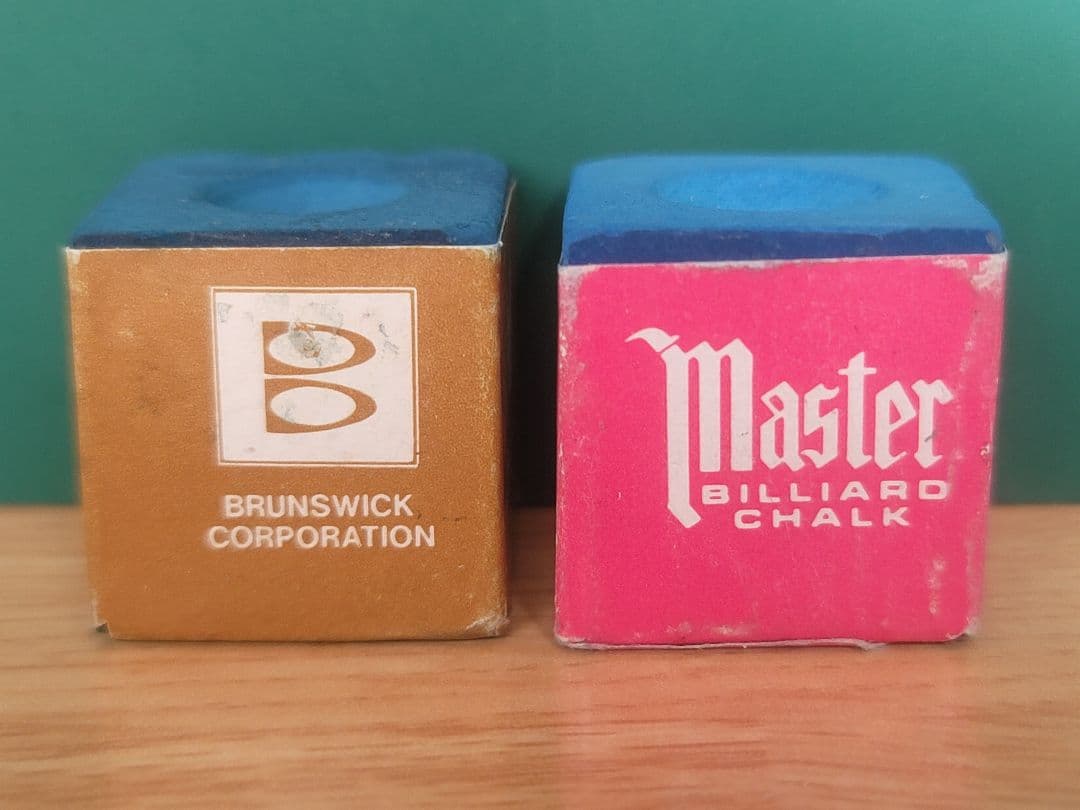 B
BRUNSWICK
CORPORATION
Master
BILLIARD
CHALK